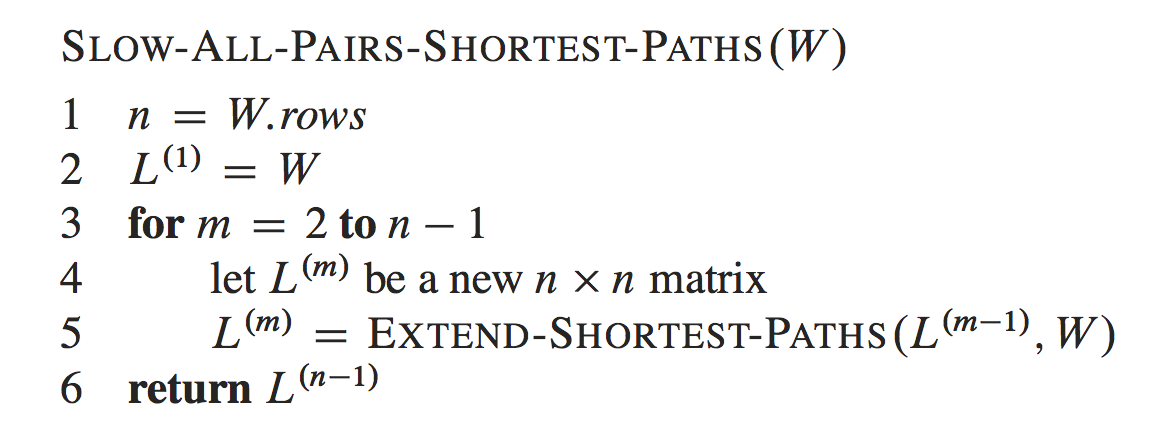 SLOW-ALL-PAIRS-SHORTEST-PATHS(W)
1 n = W.rows
2 L^(1) = W
3 for m = 2 to n − 1
4 let L^(m) be a new n × n matrix
5 L^(m) = EXTEND-SHORTEST-PATHS(L^(m−1), W)
6 return L^(n−1)